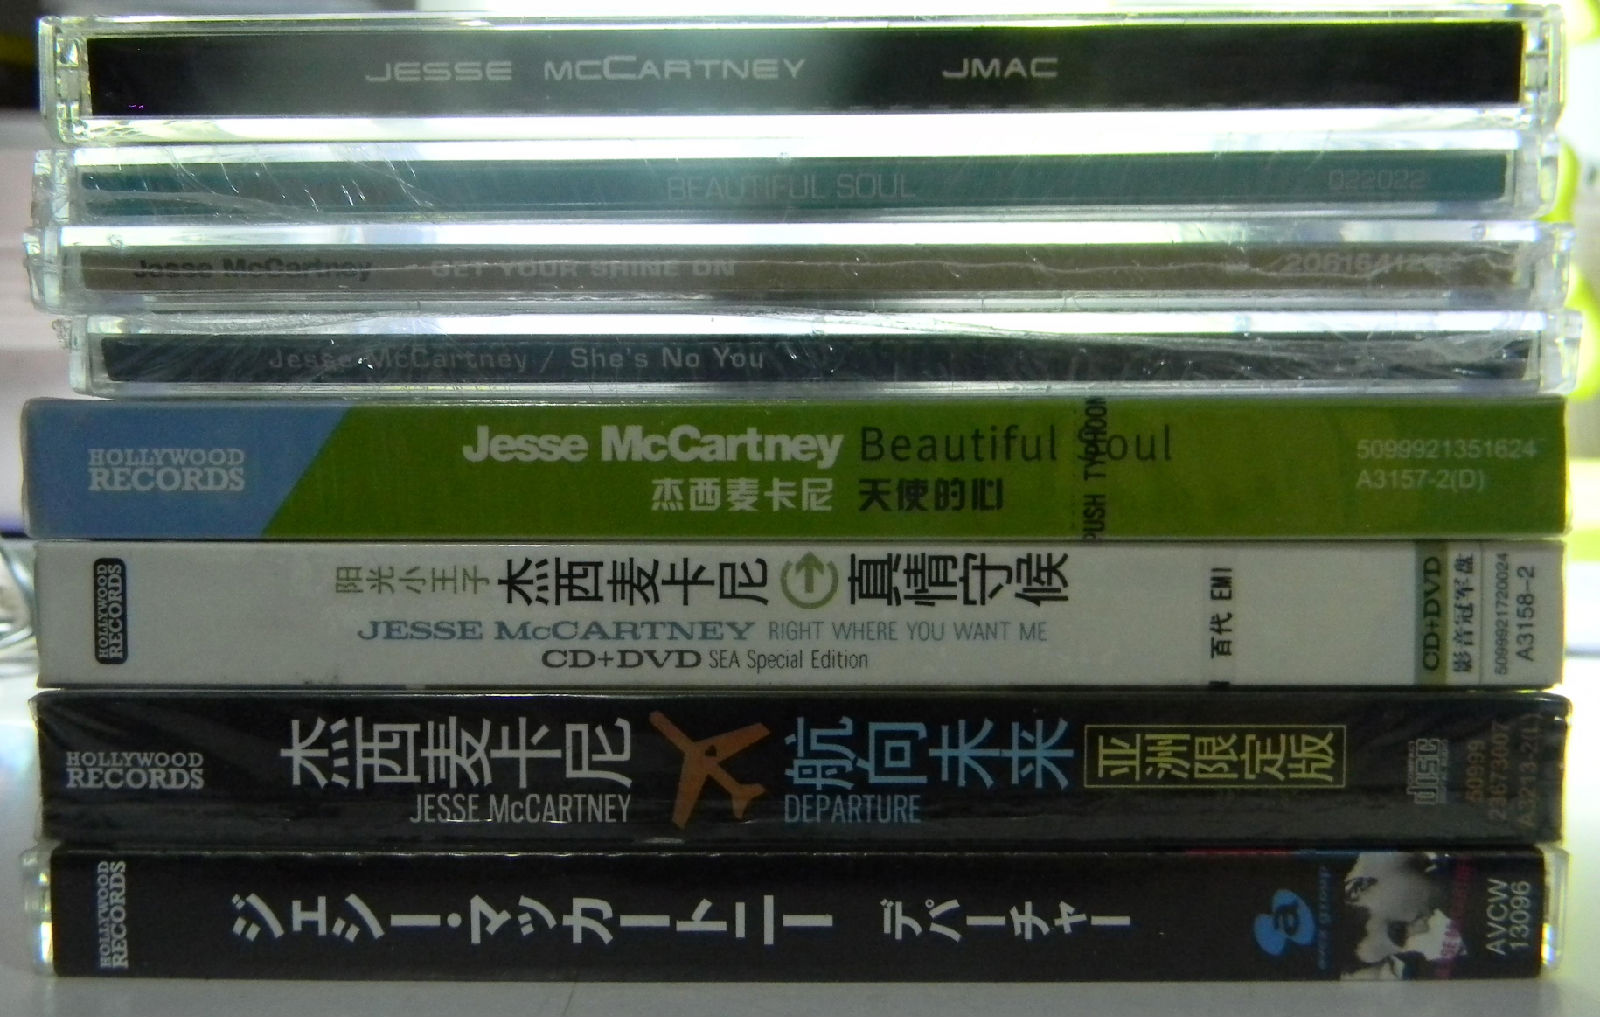 JESSE McCARTNEY JMAC
BEAUTIFUL SOUL 022022
Jesse McCartney GET YOUR SHINE ON
Jesse McCartney / She's No You
HOLLYWOOD
RECORDS
Jesse McCartney Beautiful Soul
杰西麦卡尼 天使的心
PUSH TYPHOON
5099921351624
A3157-2(D)
HOLLYWOOD
RECORDS
阳光小王子 杰西麦卡尼 真情守候
JESSE McCARTNEY RIGHT WHERE YOU WANT ME
CD+DVD SEA Special Edition
百代 EMI
CD+DVD
影音冠军盘
5099921720024
A3158-2
HOLLYWOOD
RECORDS
杰西麦卡尼 航向未来 亚洲限定版
JESSE McCARTNEY DEPARTURE
disc
50999
A3213-2(L)
HOLLYWOOD
RECORDS
ジェシー・マッカートニー デパーチャー
a
avex group
AVCW
13096